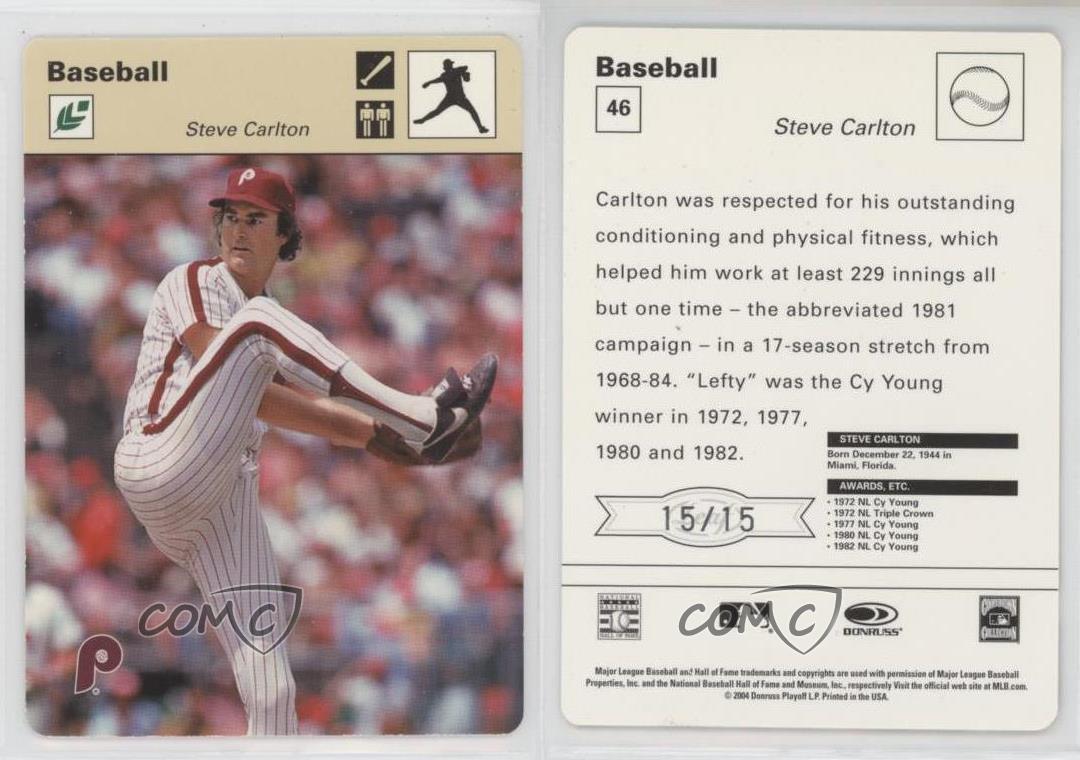 Baseball
Steve Carlton
P
P
COMC
Baseball
46
Steve Carlton
Carlton was respected for his outstanding
conditioning and physical fitness, which
helped him work at least 229 innings all
but one time – the abbreviated 1981
campaign – in a 17-season stretch from
1968-84. “Lefty” was the Cy Young
winner in 1972, 1977,
1980 and 1982.
STEVE CARLTON
Born December 22, 1944 in
Miami, Florida.
AWARDS, ETC.
• 1972 NL Cy Young
• 1972 NL Triple Crown
• 1977 NL Cy Young
• 1980 NL Cy Young
• 1982 NL Cy Young
15/15
NATIONAL
BASEBALL
HALL OF FAME
COMC
DONRUSS
COOPERSTOWN
COLLECTION
Major League Baseball and Hall of Fame trademarks and copyrights are used with permission of Major League Baseball
Properties, Inc. and the National Baseball Hall of Fame and Museum, Inc., respectively Visit the official web site at MLB.com.
© 2004 Donruss Playoff L.P. Printed in the USA.